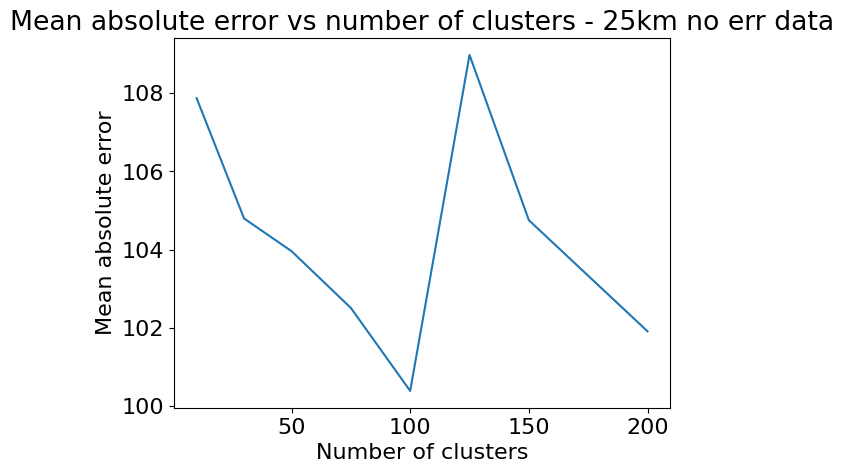 Mean absolute error vs number of clusters - 25km no err data
Mean absolute error
108
106
104
102
100
50 100 150 200
Number of clusters